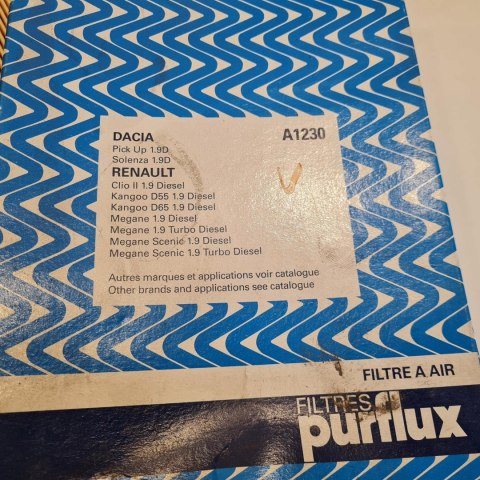 DACIA A1230
Pick Up 1.9D
Solenza 1.9D
RENAULT
Clio II 1.9 Diesel
Kangoo D55 1.9 Diesel
Kangoo D65 1.9 Diesel
Megane 1.9 Diesel
Megane 1.9 Turbo Diesel
Megane Scenic 1.9 Diesel
Megane Scenic 1.9 Turbo Diesel
Autres marques et applications voir catalogue
Other brands and applications see catalogue
FILTRE A AIR
FILTRES
purflux